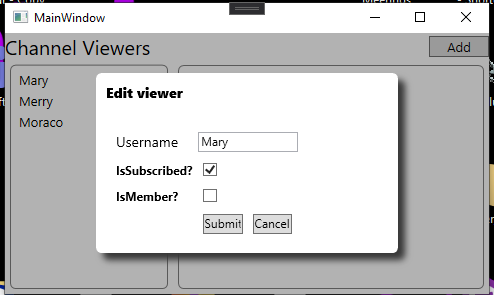 MainWindow
Channel Viewers
Add
Mary
Merry
Moraco
Edit viewer
Username Mary
IsSubscribed?
IsMember?
Submit Cancel